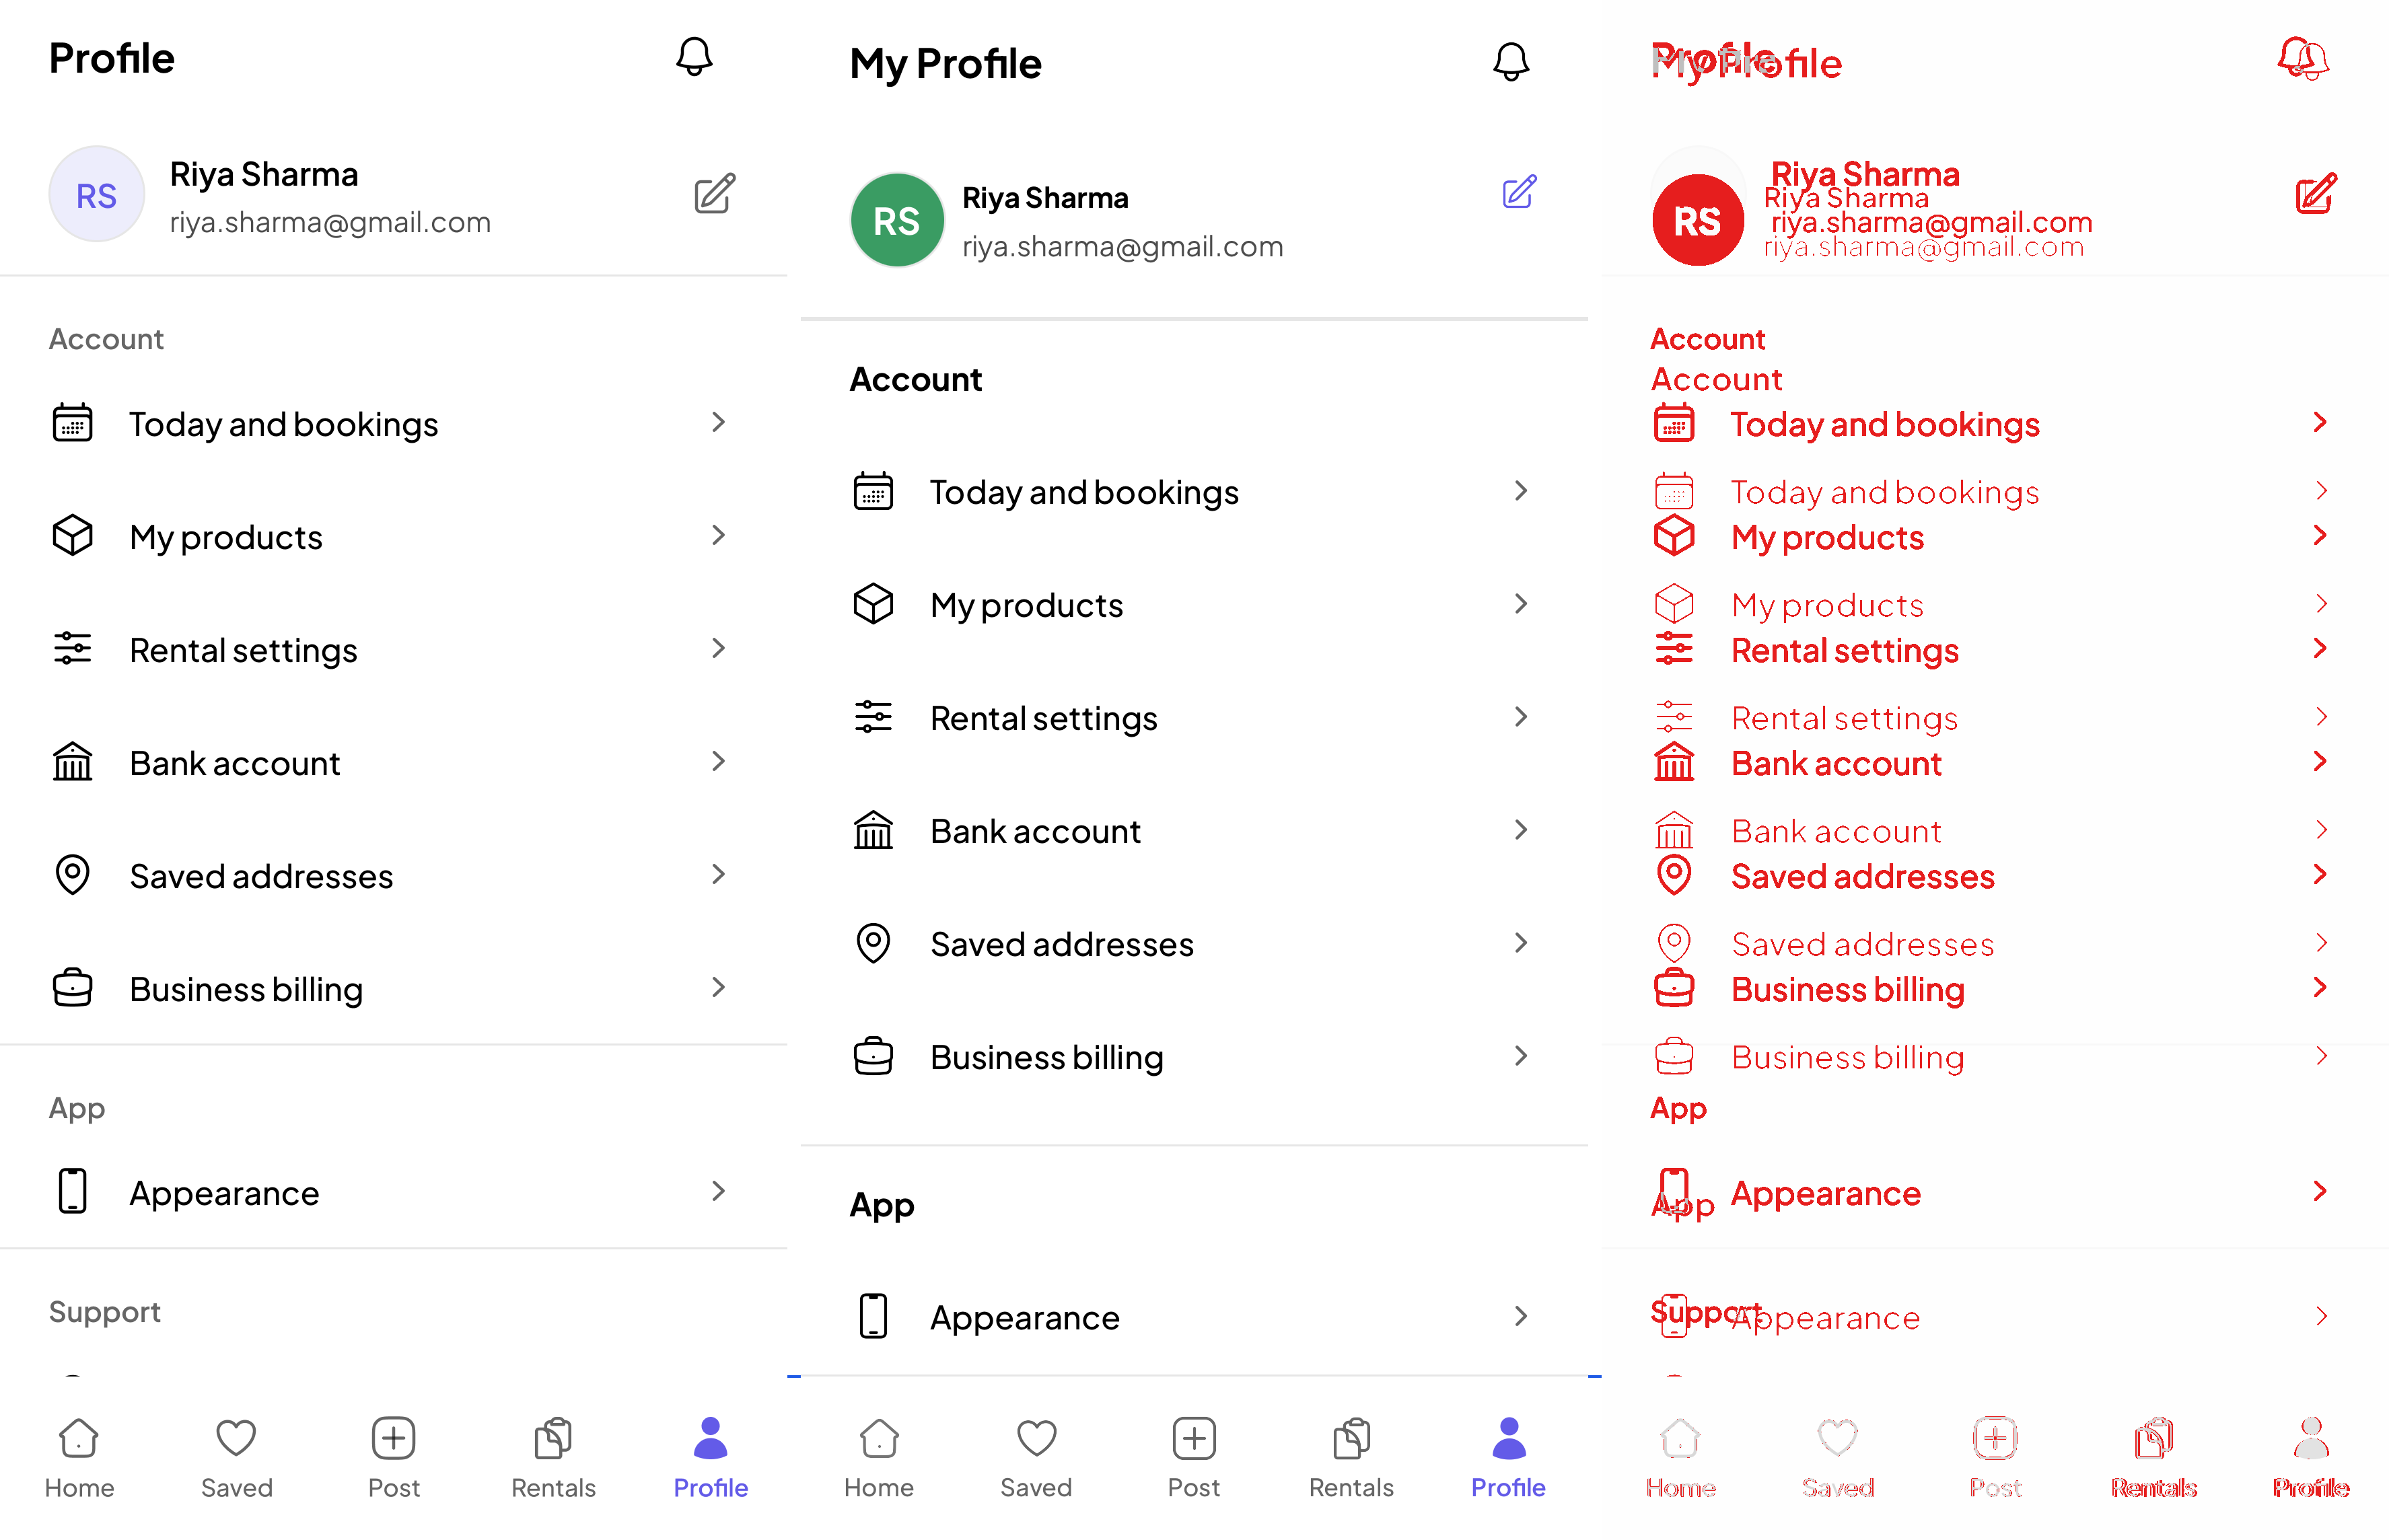 Profile
RS
Riya Sharma
riya.sharma@gmail.com
Account
Today and bookings
My products
Rental settings
Bank account
Saved addresses
Business billing
App
Appearance
Support
Home Saved Post Rentals Profile
My Profile
RS
Riya Sharma
riya.sharma@gmail.com
Account
Today and bookings
My products
Rental settings
Bank account
Saved addresses
Business billing
App
Appearance
Home Saved Post Rentals Profile
Profile
My Profile
Riya Sharma
RS
Riya Sharma
riya.sharma@gmail.com
riya.sharma@gmail.com
Account
Account
Today and bookings
Today and bookings
My products
My products
Rental settings
Rental settings
Bank account
Bank account
Saved addresses
Saved addresses
Business billing
Business billing
App
Appearance
App
Support
Appearance
Home Saved Post Rentals Profile